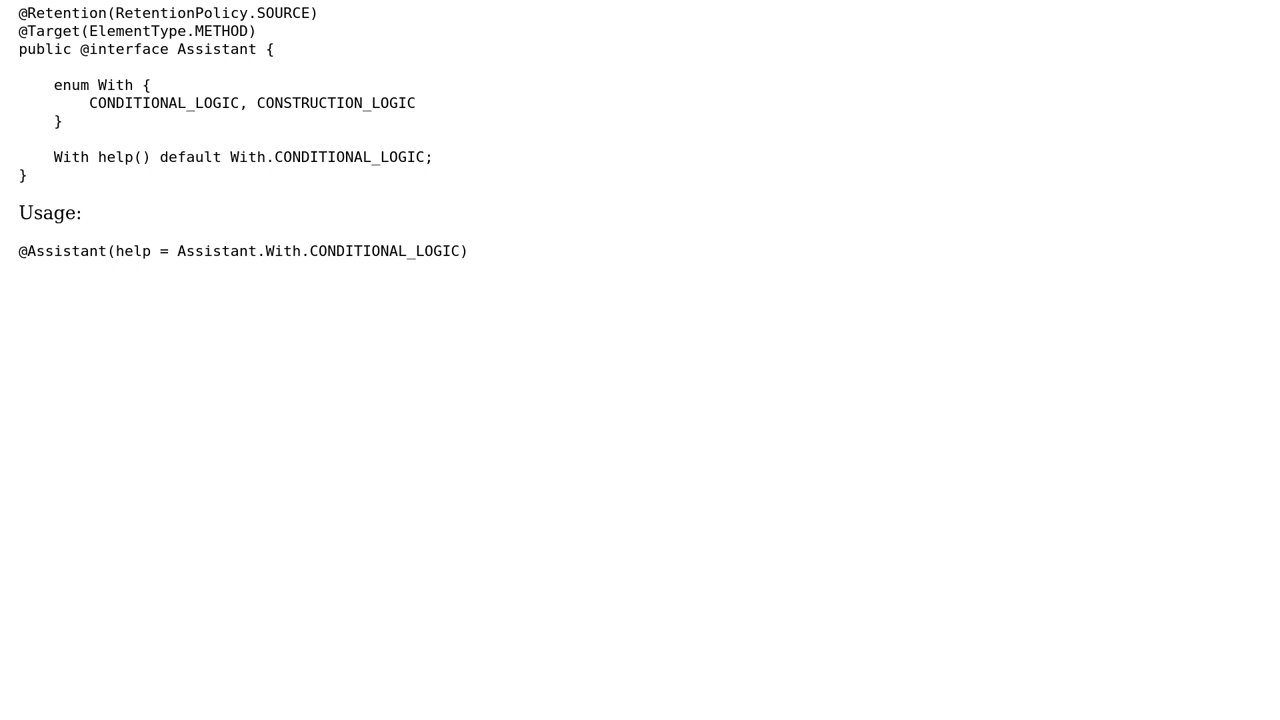 @Retention(RetentionPolicy.SOURCE)
@Target(ElementType.METHOD)
public @interface Assistant {

    enum With {
        CONDITIONAL_LOGIC, CONSTRUCTION_LOGIC
    }

    With help() default With.CONDITIONAL_LOGIC;
}
Usage:
@Assistant(help = Assistant.With.CONDITIONAL_LOGIC)